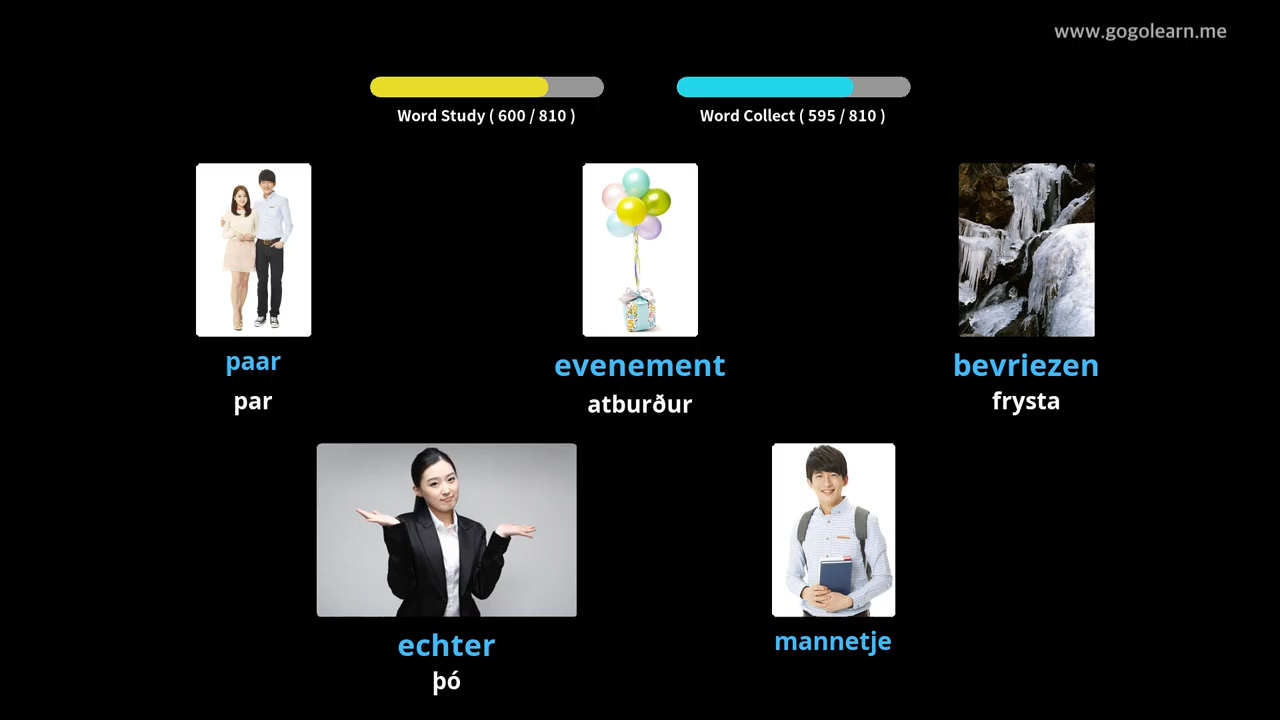 www.gogolearn.me
Word Study ( 600 / 810 )
Word Collect ( 595 / 810 )
paar
par
evenement
atburður
bevriezen
frysta
echter
þó
mannetje